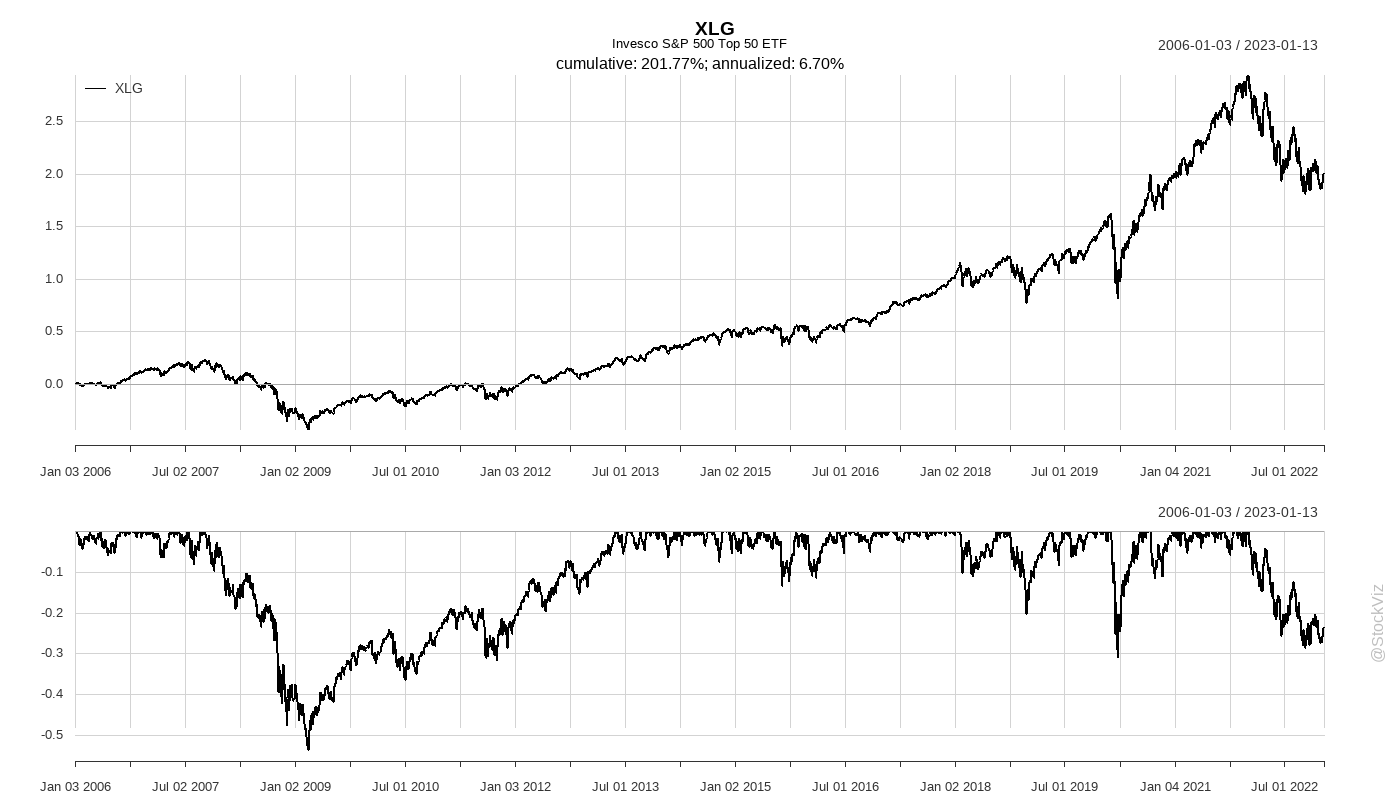 XLG
Invesco S&P 500 Top 50 ETF
cumulative: 201.77%; annualized: 6.70%
2006-01-03 / 2023-01-13
XLG
2.5
2.0
1.5
1.0
0.5
0.0
Jan 03 2006 Jul 02 2007 Jan 02 2009 Jul 01 2010 Jan 03 2012 Jul 01 2013 Jan 02 2015 Jul 01 2016 Jan 02 2018 Jul 01 2019 Jan 04 2021 Jul 01 2022
2006-01-03 / 2023-01-13
-0.1
-0.2
-0.3
-0.4
-0.5
Jan 03 2006 Jul 02 2007 Jan 02 2009 Jul 01 2010 Jan 03 2012 Jul 01 2013 Jan 02 2015 Jul 01 2016 Jan 02 2018 Jul 01 2019 Jan 04 2021 Jul 01 2022
@StockViz